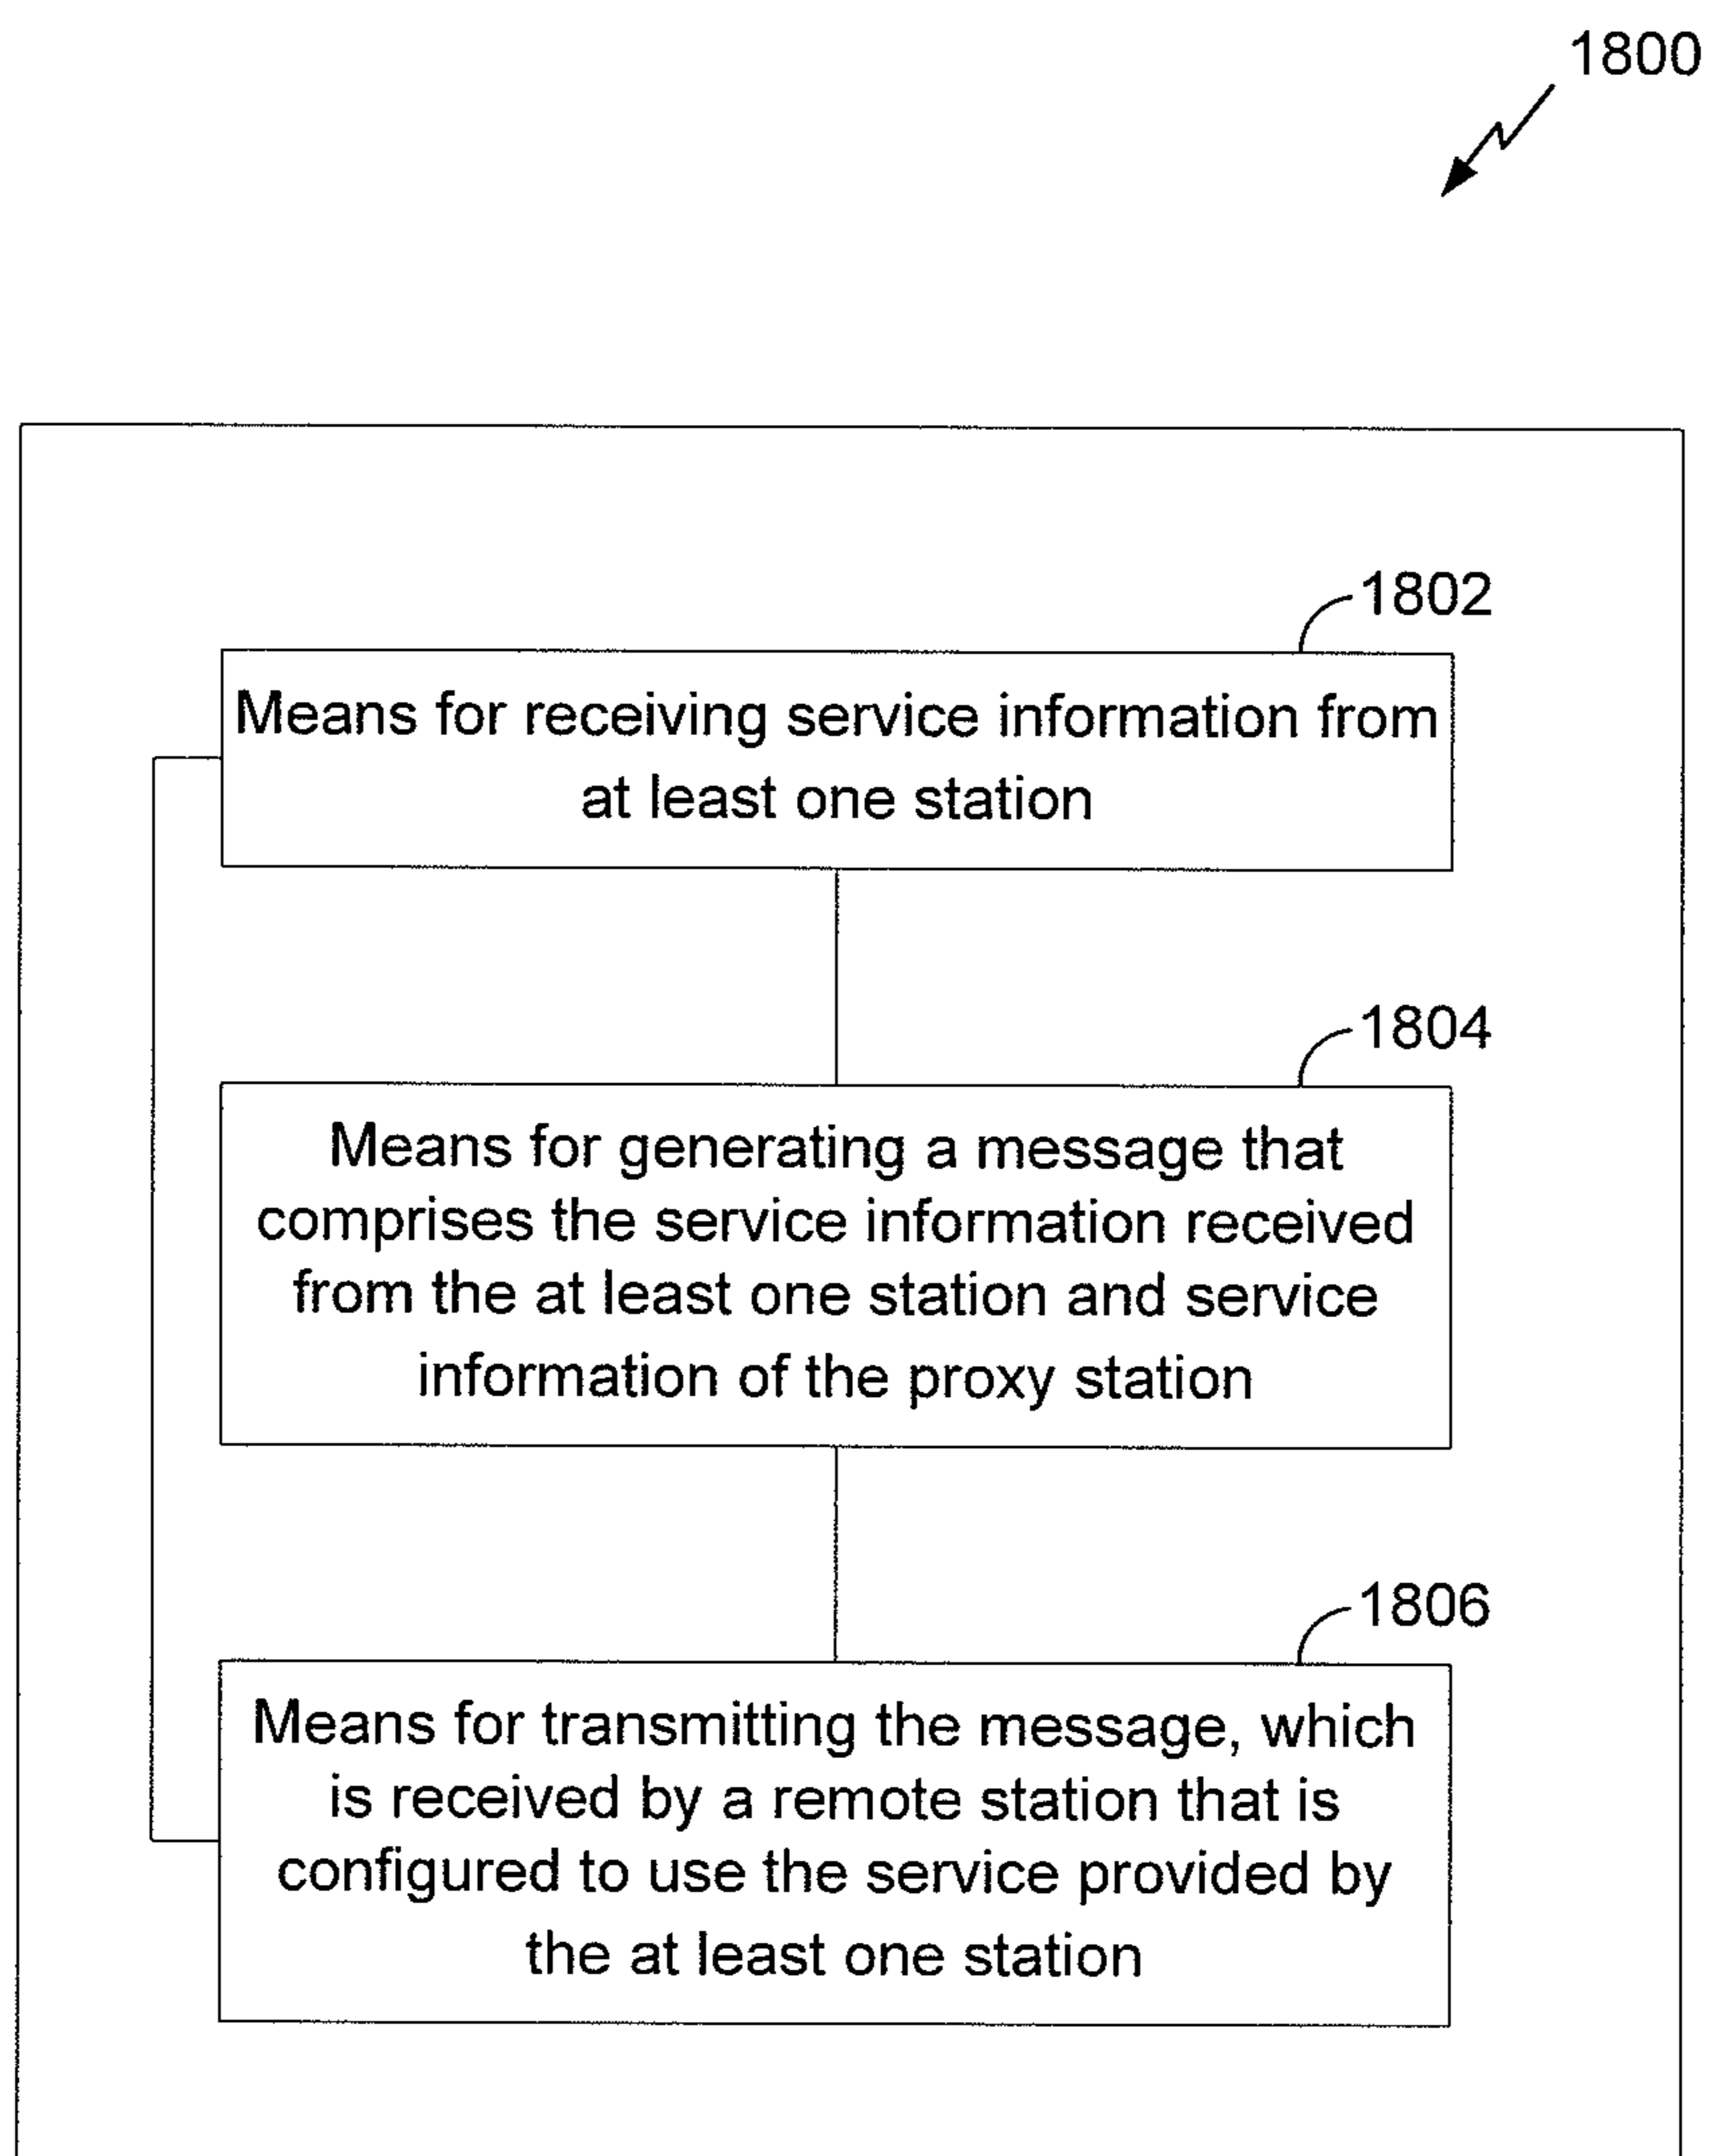 1800
1802
Means for receiving service information from
at least one station
1804
Means for generating a message that
comprises the service information received
from the at least one station and service
information of the proxy station
1806
Means for transmitting the message, which
is received by a remote station that is
configured to use the service provided by
the at least one station